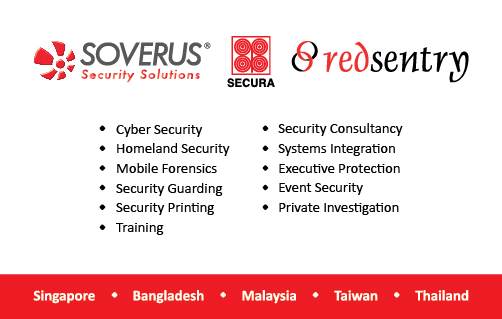 SOVERUS®
Security Solutions
SECURA
redsentry
• Cyber Security
• Homeland Security
• Mobile Forensics
• Security Guarding
• Security Printing
• Training
• Security Consultancy
• Systems Integration
• Executive Protection
• Event Security
• Private Investigation
Singapore • Bangladesh • Malaysia • Taiwan • Thailand